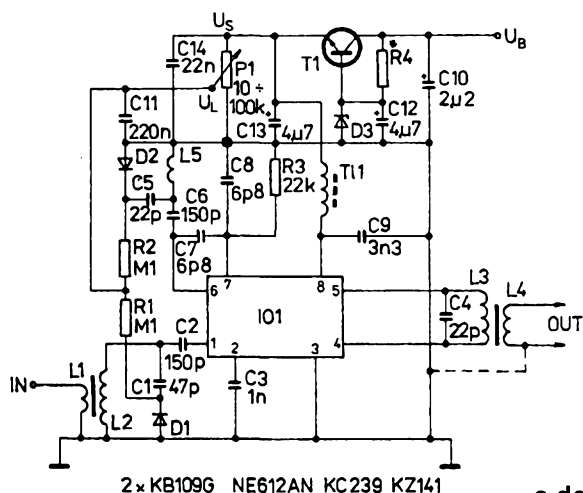 U_S
C14
22n
P1
10 ÷
100k
T1
R4*
U_B
C10
2µ2
U_L
C11
220n
C13
4µ7
D3
C12
4µ7
D2
L5
C8
6p8
R3
22k
Tl1
C5
22p
C6
150p
C9
3n3
R2
M1
C7
6p8
6
7
8
5
IO1
L3
L4
C4
22p
OUT
R1
M1
C2
150p
1
2
3
4
L1
IN
C1
47p
C3
1n
L2
D1
2 x KB109G NE612AN KC239 KZ141